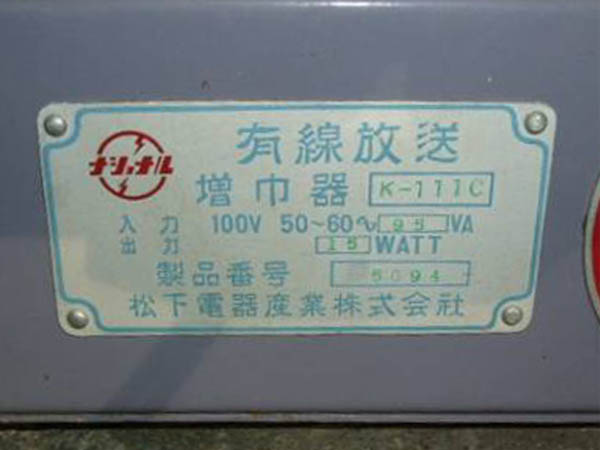 ナショナル
有線放送
増巾器 K-111C
入力 100V 50~60∿ 95 VA
出力 15 WATT
製品番号 5094
松下電器産業株式会社